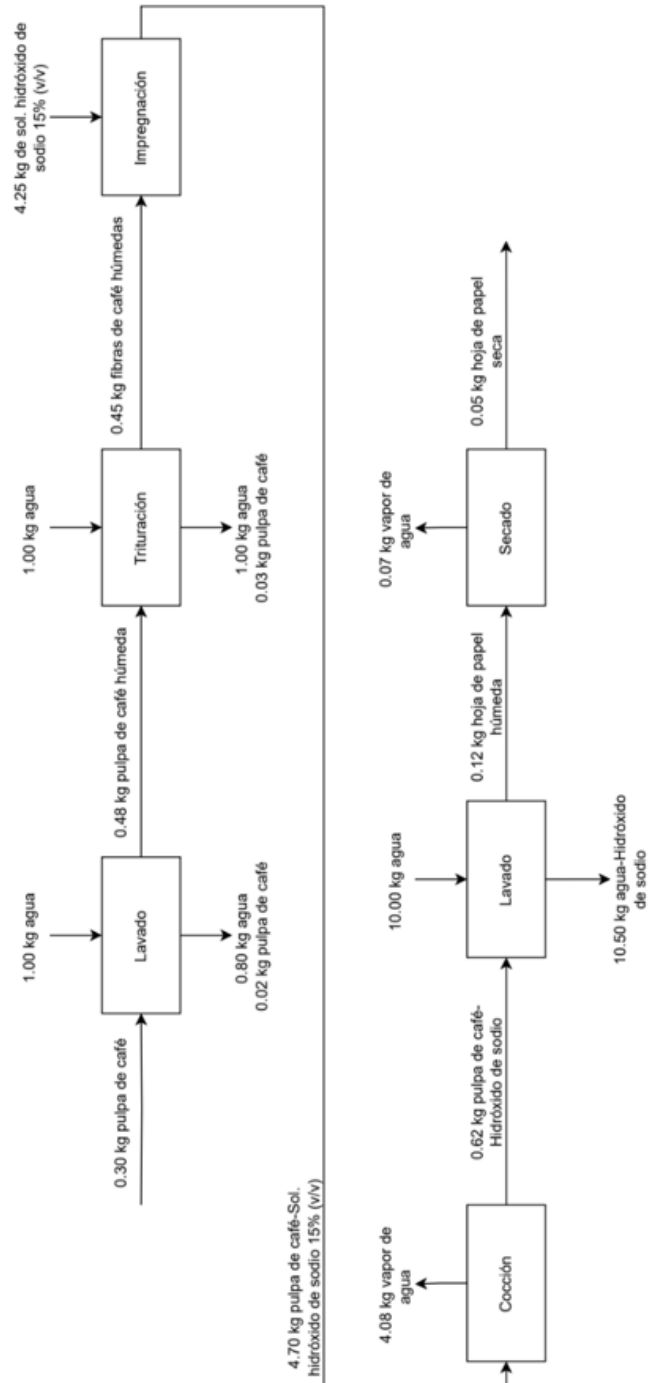 0.30 kg pulpa de café
1.00 kg agua
Lavado
0.80 kg agua
0.02 kg pulpa de café
0.48 kg pulpa de café húmeda
1.00 kg agua
Trituración
1.00 kg agua
0.03 kg pulpa de café
0.45 kg fibras de café húmedas
4.25 kg de sol. hidróxido de
sodio 15% (v/v)
Impregnación
4.70 kg pulpa de café-Sol.
hidróxido de sodio 15% (v/v)
4.08 kg vapor de
agua
Cocción
0.62 kg pulpa de café-
Hidróxido de sodio
10.00 kg agua
Lavado
10.50 kg agua-Hidróxido
de sodio
0.12 kg hoja de papel
húmeda
0.07 kg vapor de
agua
Secado
0.05 kg hoja de papel
seca